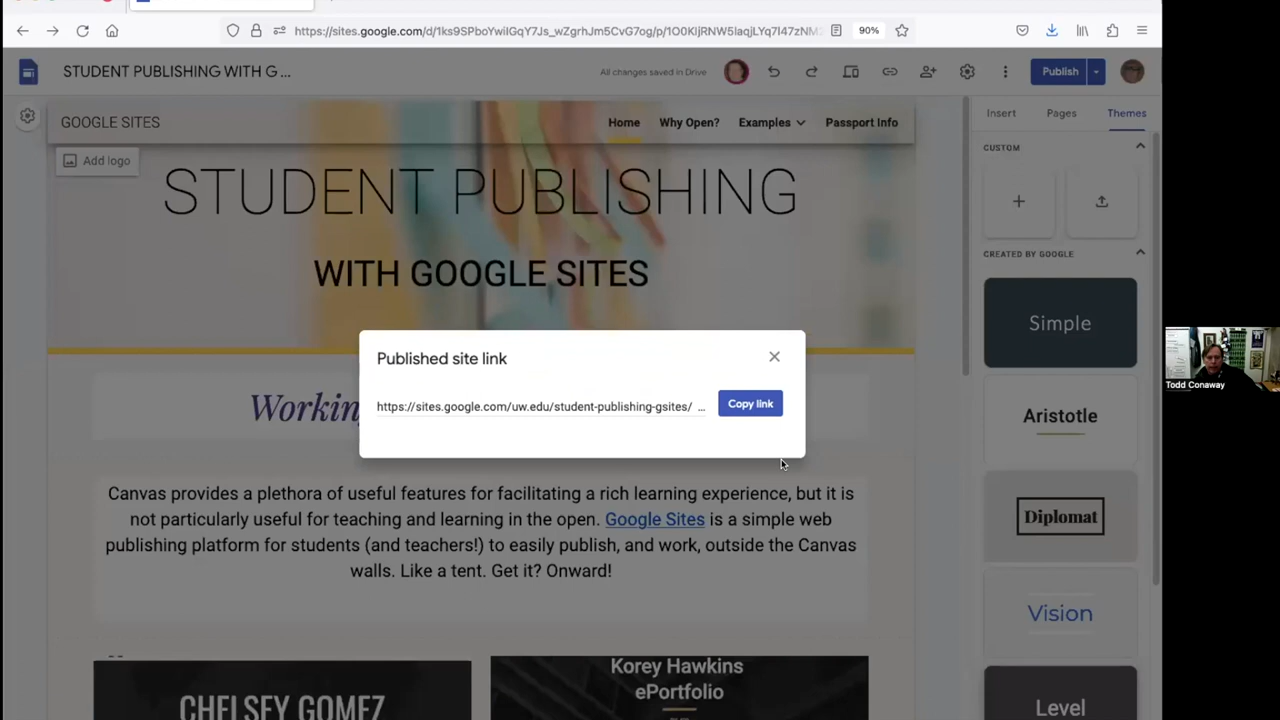 https://sites.google.com/d/1ks9SPboYwiIGqY7Js_wZgrhJm5CvG7og/p/1O0KIjRNW5IaqjLYq7I47zNM
90%
STUDENT PUBLISHING WITH G ...
All changes saved in Drive
Publish
GOOGLE SITES
Home
Why Open?
Examples
Passport Info
Insert
Pages
Themes
Add logo
STUDENT PUBLISHING
WITH GOOGLE SITES
CUSTOM
CREATED BY GOOGLE
Simple
Aristotle
Diplomat
Vision
Level
Published site link
https://sites.google.com/uw.edu/student-publishing-gsites/ ...
Copy link
Canvas provides a plethora of useful features for facilitating a rich learning experience, but it is
not particularly useful for teaching and learning in the open. Google Sites is a simple web
publishing platform for students (and teachers!) to easily publish, and work, outside the Canvas
walls. Like a tent. Get it? Onward!
CHELSEY GOMEZ
Korey Hawkins
ePortfolio
Todd Conaway